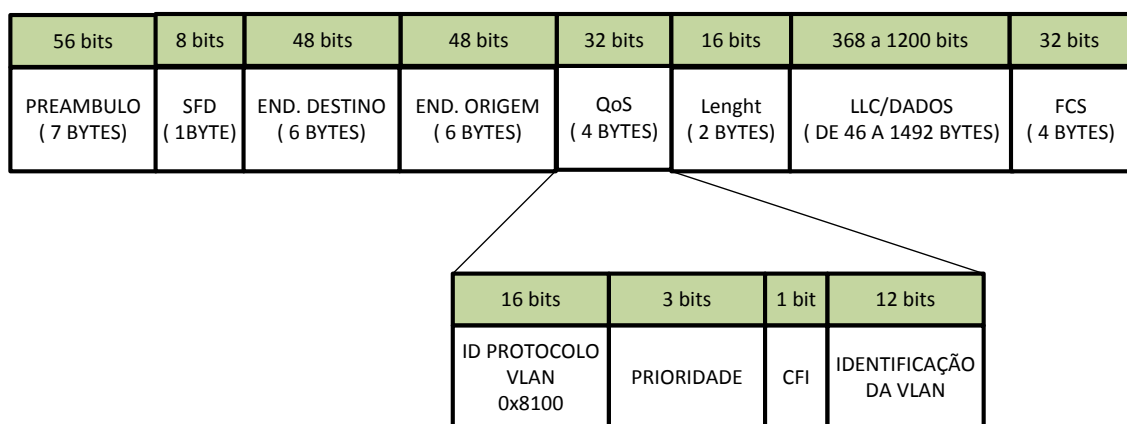 56 bits
8 bits
48 bits
48 bits
32 bits
16 bits
368 a 1200 bits
32 bits
PREAMBULO
( 7 BYTES)
SFD
( 1BYTE)
END. DESTINO
( 6 BYTES)
END. ORIGEM
( 6 BYTES)
QoS
( 4 BYTES)
Lenght
( 2 BYTES)
LLC/DADOS
( DE 46 A 1492 BYTES)
FCS
( 4 BYTES)
16 bits
3 bits
1 bit
12 bits
ID PROTOCOLO
VLAN
0x8100
PRIORIDADE
CFI
IDENTIFICAÇÃO
DA VLAN